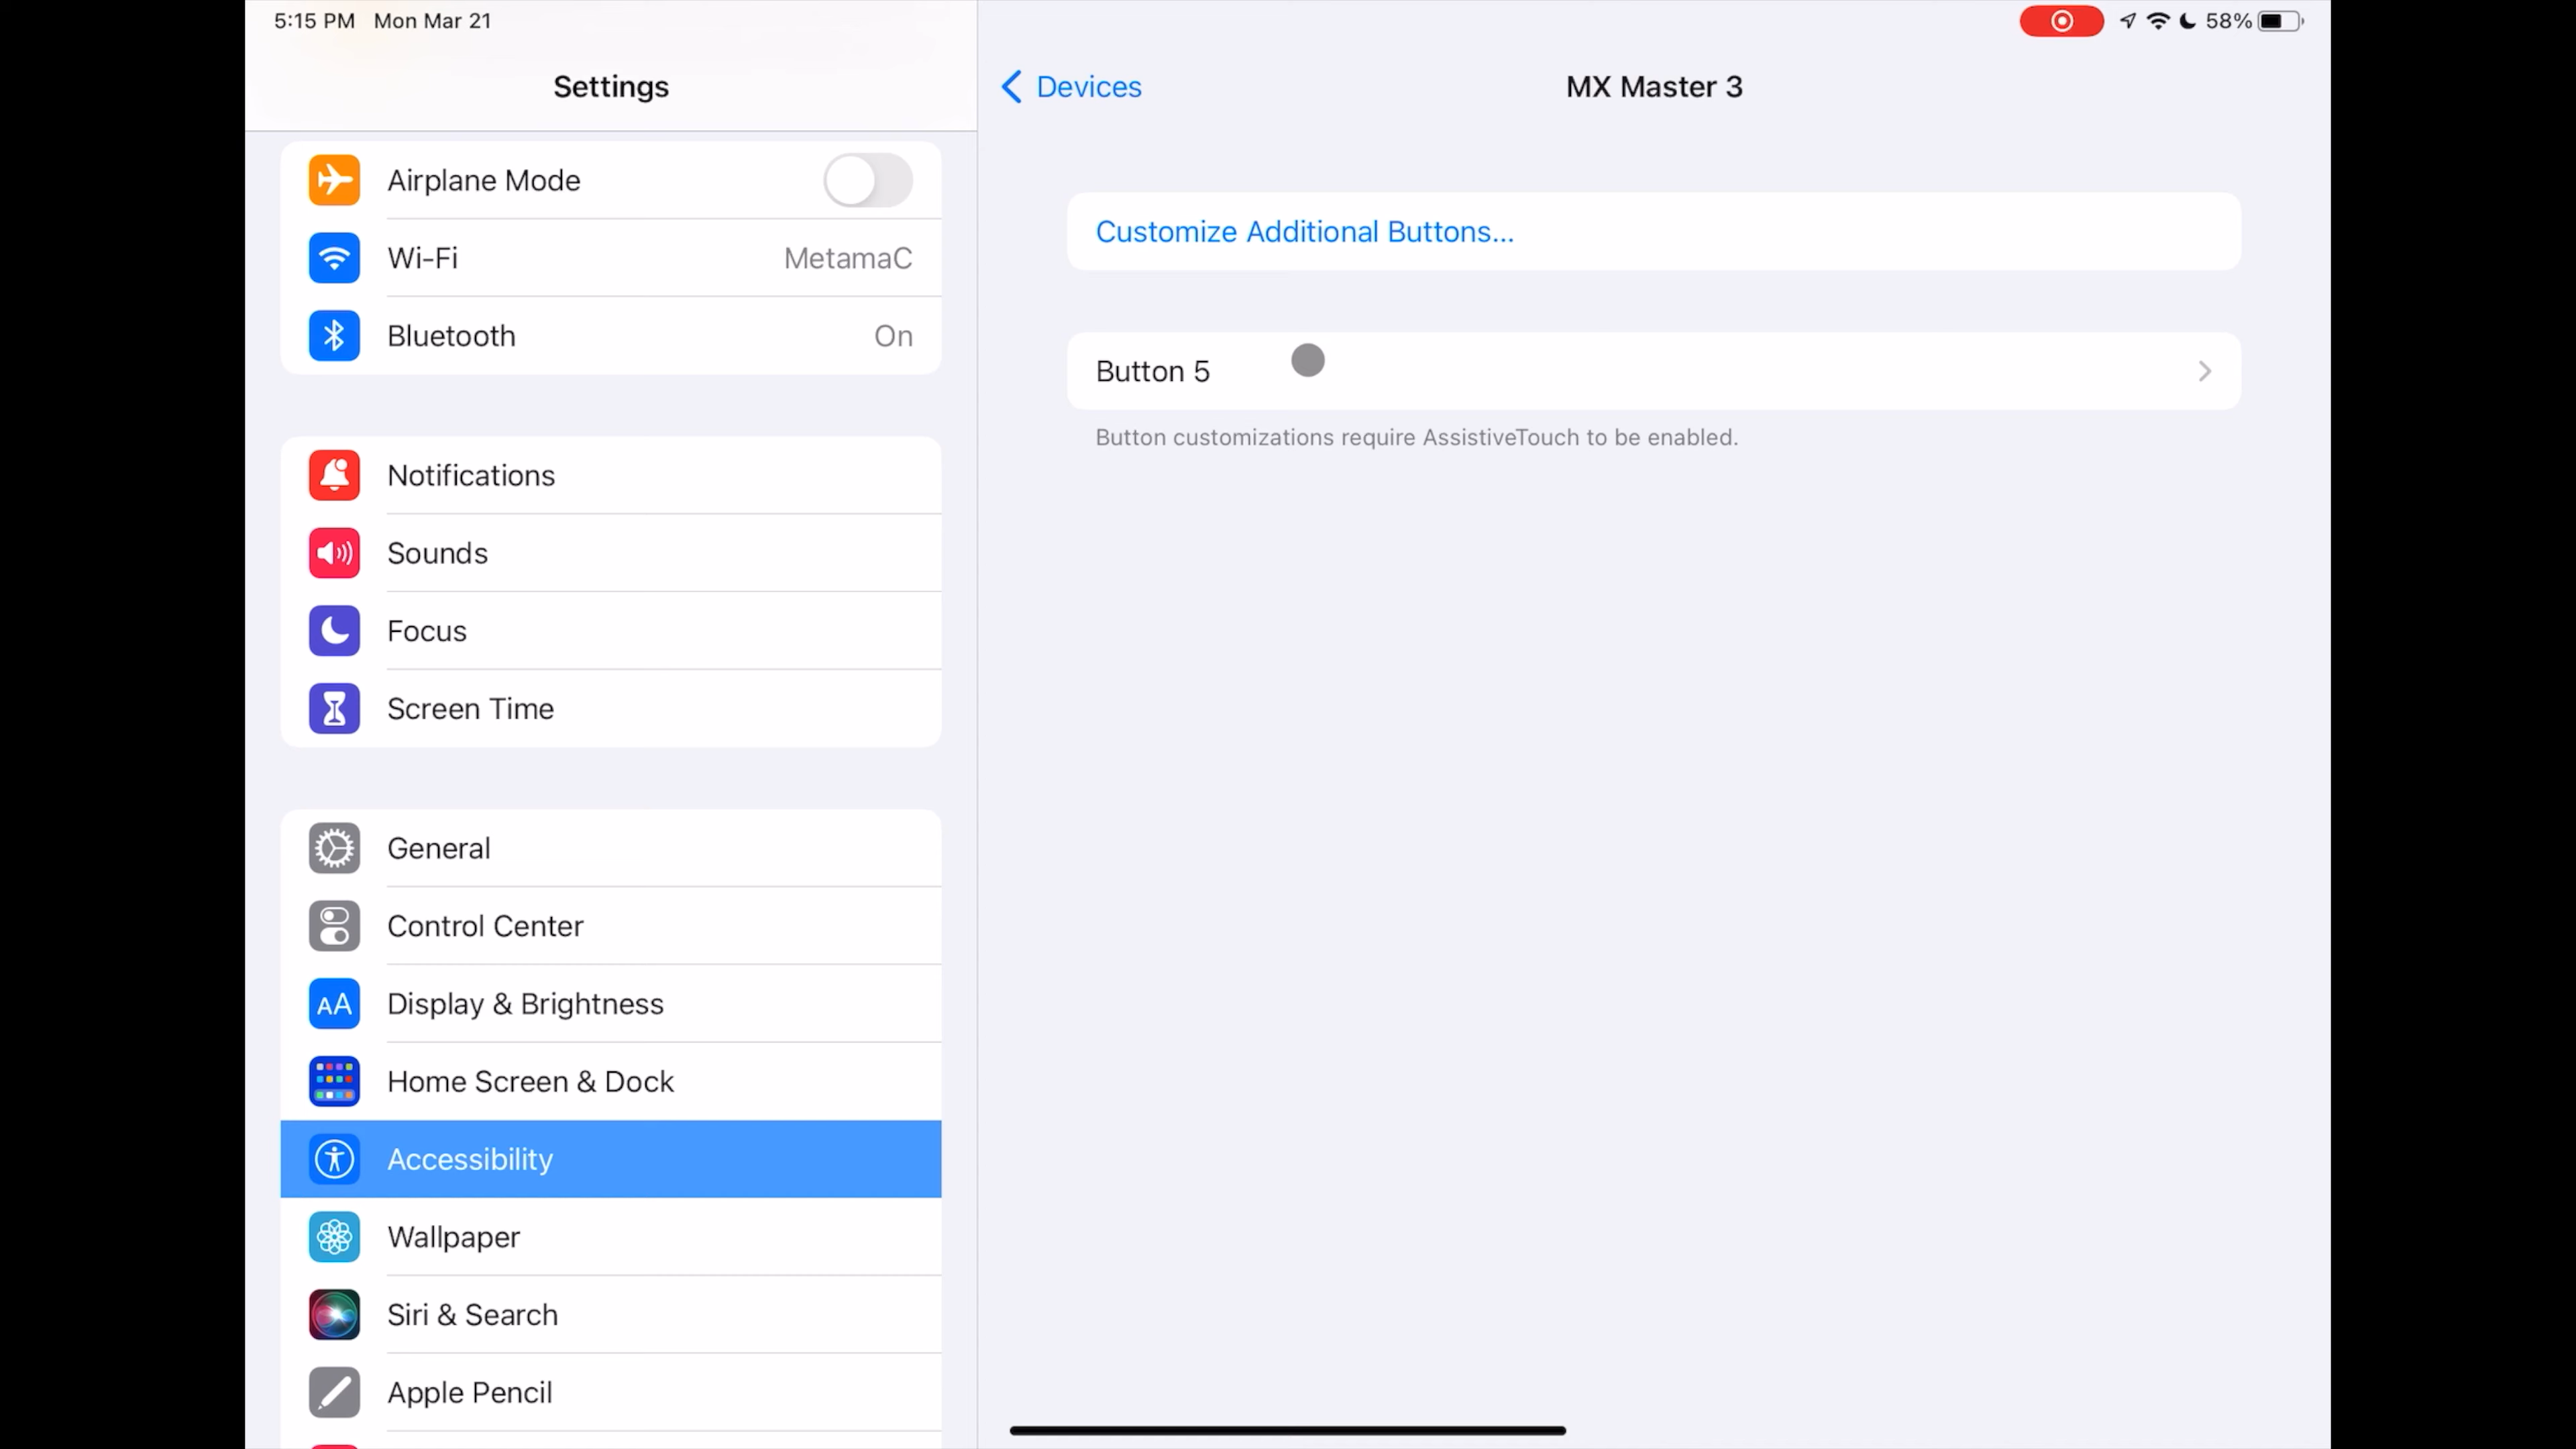 5:15 PM Mon Mar 21
58%
Settings
Airplane Mode
Wi-Fi MetamaC
Bluetooth On
Notifications
Sounds
Focus
Screen Time
General
Control Center
AA Display & Brightness
Home Screen & Dock
Accessibility
Wallpaper
Siri & Search
Apple Pencil
Devices
MX Master 3
Customize Additional Buttons...
Button 5
Button customizations require AssistiveTouch to be enabled.